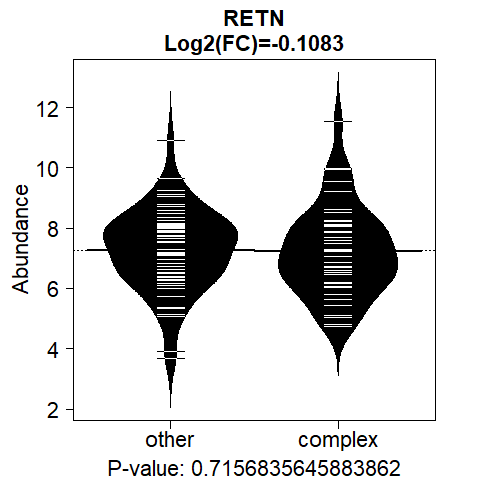 RETN
Log2(FC)=-0.1083
Abundance
12
10
8
6
4
2
other complex
P-value: 0.7156835645883862